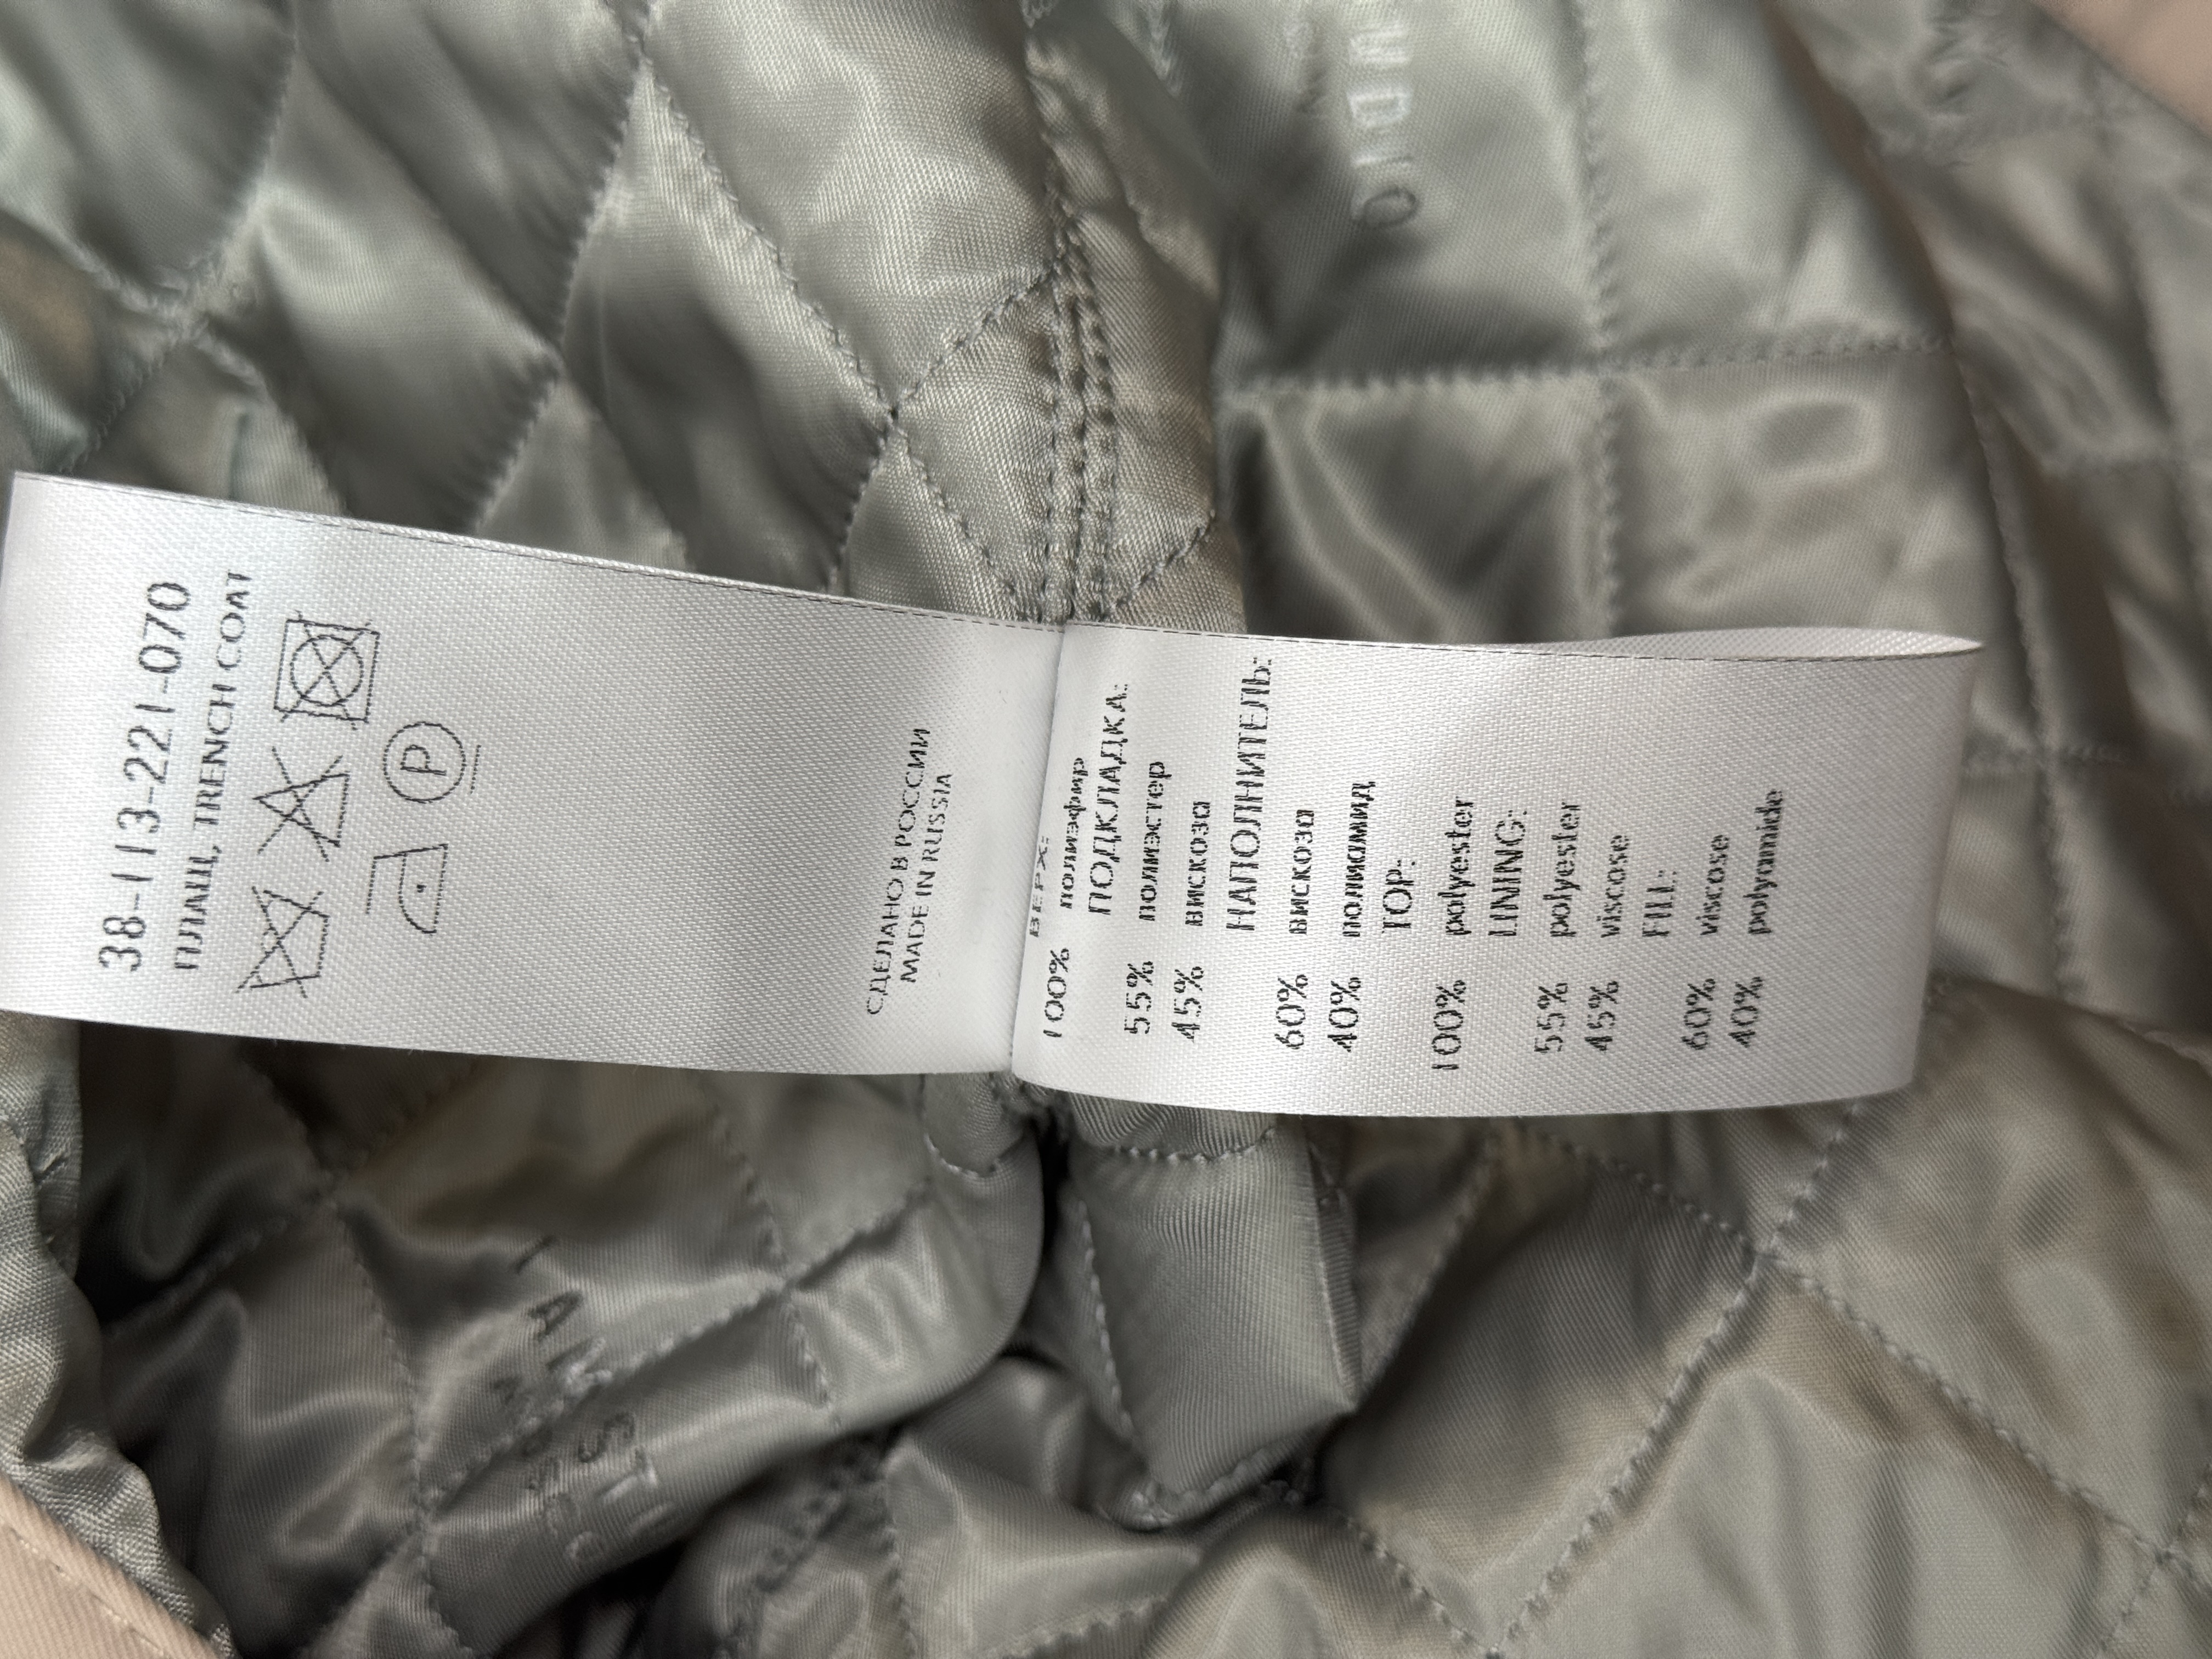 38-113-221-070
ПЛАЩ, TRENCH COAT
P
СДЕЛАНО В РОССИИ
MADE IN RUSSIA
ВЕРХ:
100% полиэфир
ПОДКЛАДКА:
55% полиэстер
45% вискоза
НАПОЛНИТЕЛЬ:
60% вискоза
40% полиамид
TOP:
100% polyester
LINING:
55% polyester
45% viscose
FILL:
60% viscose
40% polyamide